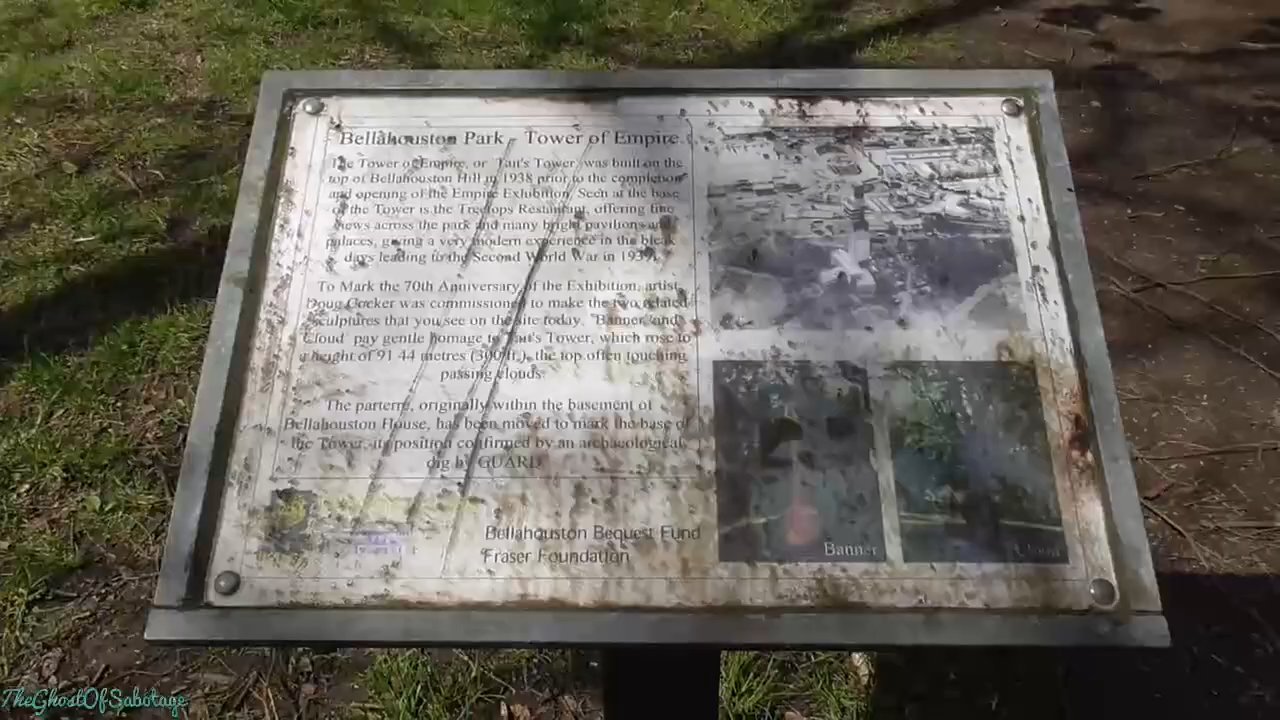 Bellahouston Park - Tower of Empire
The Tower of Empire, or Tait's Tower, was built on the
top of Bellahouston Hill in 1938 prior to the completion
and opening of the Empire Exhibition. Seen at the base
of the Tower is the Treetops Restaurant, offering fine
views across the park and many bright pavilions and
palaces, giving a very modern experience in the bleak
days leading to the Second World War in 1939.
To Mark the 70th Anniversary of the Exhibition, artist
Doug Cocker was commissioned to make the two related
sculptures that you see on the site today. 'Banner' and
'Cloud' pay gentle homage to Tait's Tower, which rose to
a height of 91.44 metres (300 ft.), the top often touching
passing clouds.
The parterre, originally within the basement of
Bellahouston House, has been moved to mark the base of
the Tower, its position confirmed by an archaeological
dig by GUARD
Bellahouston Bequest Fund
Fraser Foundation
Banner
Cloud
TheGhostOfSabotage